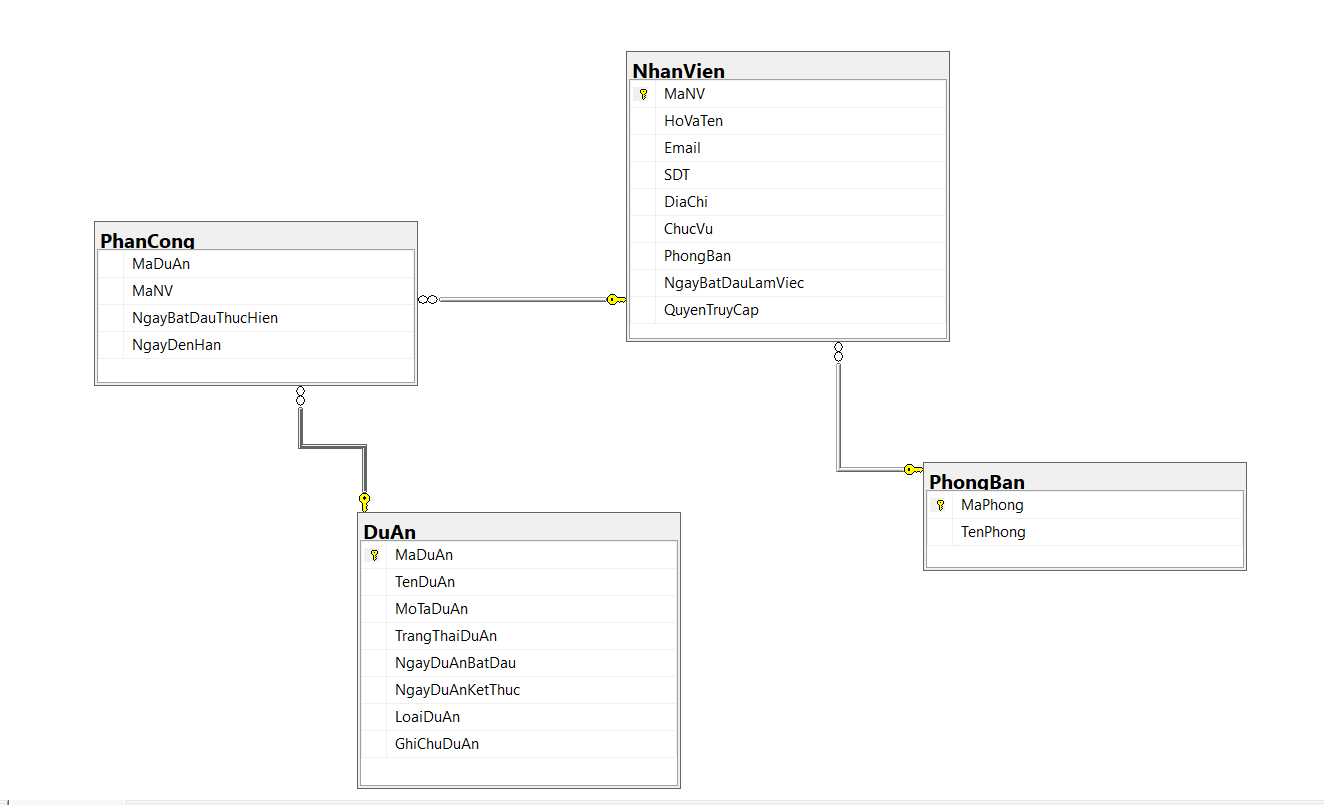 NhanVien
MaNV
HoVaTen
Email
SDT
DiaChi
ChucVu
PhongBan
NgayBatDauLamViec
QuyenTruyCap
PhanCong
MaDuAn
MaNV
NgayBatDauThucHien
NgayDenHan
PhongBan
MaPhong
TenPhong
DuAn
MaDuAn
TenDuAn
MoTaDuAn
TrangThaiDuAn
NgayDuAnBatDau
NgayDuAnKetThuc
LoaiDuAn
GhiChuDuAn